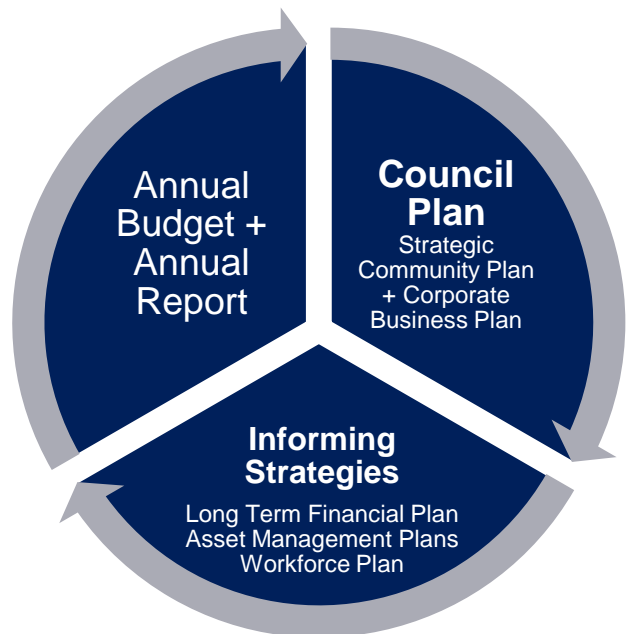 Annual
Budget +
Annual
Report
Council
Plan
Strategic
Community Plan
+ Corporate
Business Plan
Informing
Strategies
Long Term Financial Plan
Asset Management Plans
Workforce Plan